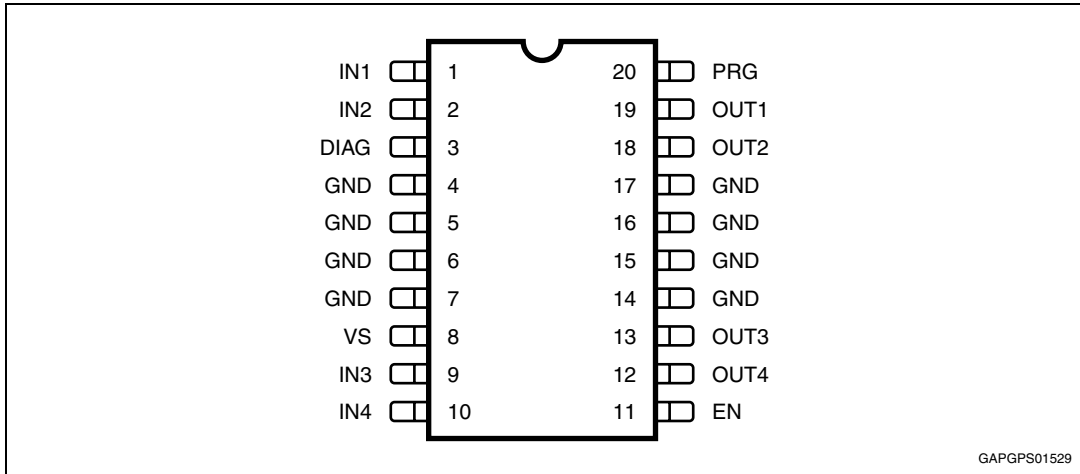 IN1 1 20 PRG
IN2 2 19 OUT1
DIAG 3 18 OUT2
GND 4 17 GND
GND 5 16 GND
GND 6 15 GND
GND 7 14 GND
VS 8 13 OUT3
IN3 9 12 OUT4
IN4 10 11 EN
GAPGPS01529